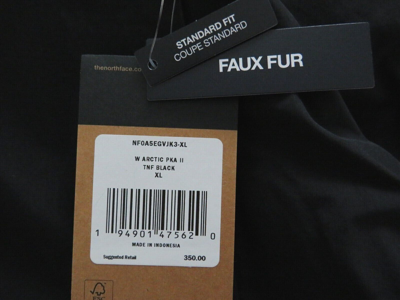 STANDARD FIT
COUPE STANDARD
FAUX FUR
thenorthface.co
NF0A5EGVJK3-XL
W ARCTIC PKA II
TNF BLACK
XL
1 94901 47562 0
MADE IN INDONESIA
Suggested Retail 350.00
FSC